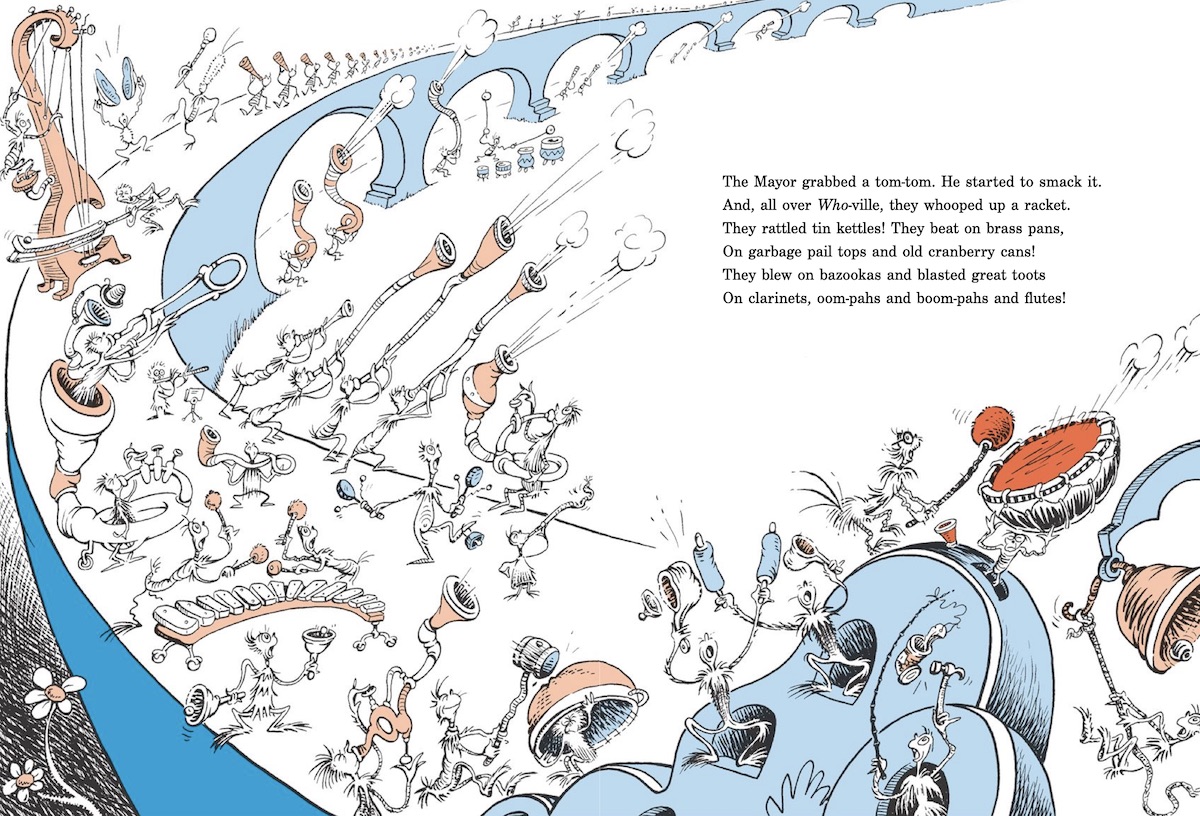 The Mayor grabbed a tom-tom. He started to smack it.
And, all over Who-ville, they whooped up a racket.
They rattled tin kettles! They beat on brass pans,
On garbage pail tops and old cranberry cans!
They blew on bazookas and blasted great toots
On clarinets, oom-pahs and boom-pahs and flutes!